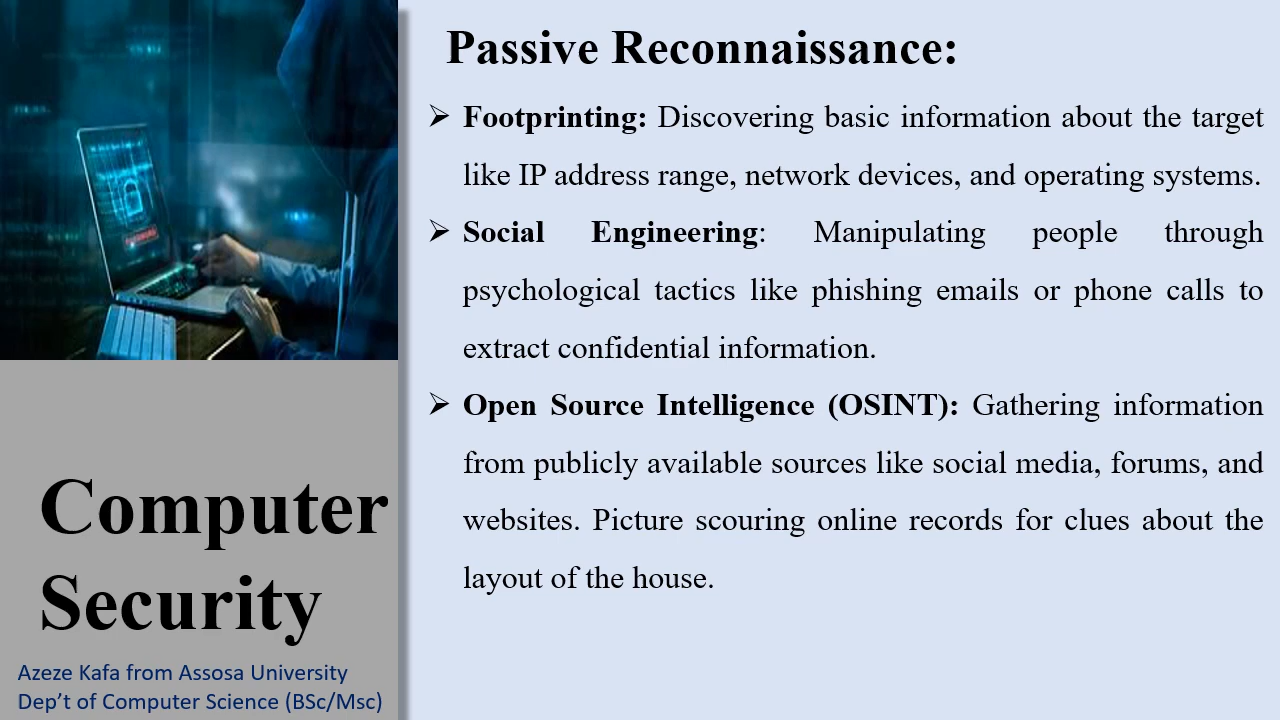 Passive Reconnaissance:
➢ Footprinting: Discovering basic information about the target
like IP address range, network devices, and operating systems.
➢ Social Engineering: Manipulating people through
psychological tactics like phishing emails or phone calls to
extract confidential information.
➢ Open Source Intelligence (OSINT): Gathering information
from publicly available sources like social media, forums, and
websites. Picture scouring online records for clues about the
layout of the house.
Computer
Security
Azeze Kafa from Assosa University
Dep't of Computer Science (BSc/Msc)